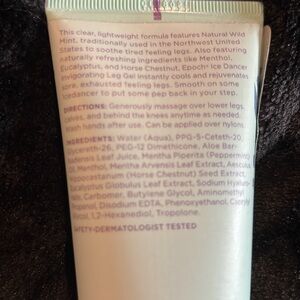 This clear, lightweight formula features Natural Wild
Mint, traditionally used in the Northwest United
States to soothe tired feeling legs. Also featuring
naturally refreshing ingredients like Menthol,
Eucalyptus, and Horse Chestnut, Epoch® Ice Dancer
Invigorating Leg Gel instantly cools and rejuvenates
sore, exhausted feeling legs. Smooth on some
Icedancer to put some pep back in your step.
DIRECTIONS: Generously massage over lower legs,
calves, and behind the knees anytime as needed.
Wash hands after use. Can be applied over nylons.
INGREDIENTS: Water (Aqua), PPG-5-Ceteth-20,
Glycereth-26, PEG-12 Dimethicone, Aloe Bar-
badensis Leaf Juice, Mentha Piperita (Peppermint)
Oil, Menthol, Mentha Arvensis Leaf Extract, Aesculus
Hippocastanum (Horse Chestnut) Seed Extract,
Eucalyptus Globulus Leaf Extract, Sodium Hyaluro-
nate, Carbomer, Butylene Glycol, Aminomethyl
Propanol, Disodium EDTA, Phenoxyethanol, Caprylyl
Glycol, 1,2-Hexanediol, Tropolone.
SAFETY-DERMATOLOGIST TESTED